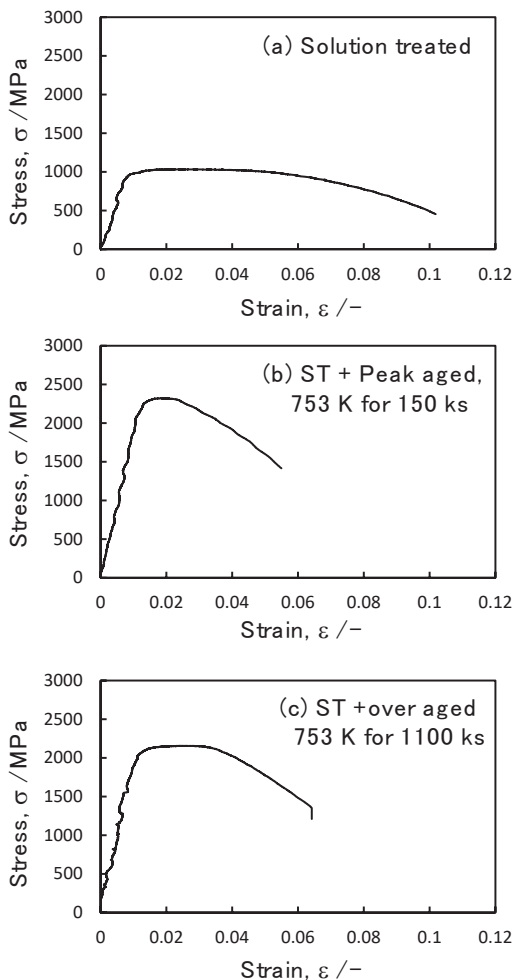 3000
(a) Solution treated
2500
2000
1500
1000
500
0
0 0.02 0.04 0.06 0.08 0.1 0.12
Stress, σ /MPa
Strain, ε /−
3000
(b) ST + Peak aged,
2500
753 K for 150 ks
2000
1500
1000
500
0
0 0.02 0.04 0.06 0.08 0.1 0.12
Stress, σ /MPa
Strain, ε /−
3000
(c) ST +over aged
2500
753 K for 1100 ks
2000
1500
1000
500
0
0 0.02 0.04 0.06 0.08 0.1 0.12
Stress, σ /MPa
Strain, ε /−